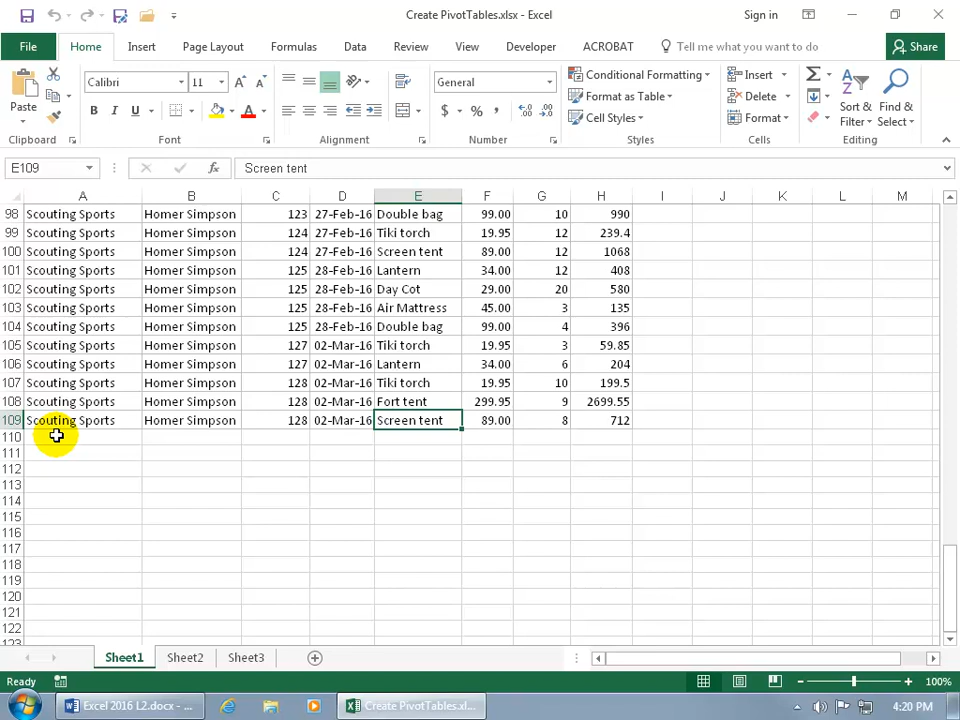 Create PivotTables.xlsx - Excel
Sign in
File Home Insert Page Layout Formulas Data Review View Developer ACROBAT Tell me what you want to do Share
Calibri 11 General Conditional Formatting Insert
Paste Format as Table Delete Sort & Find &
B I U A $ % , Cell Styles Format Filter Select
Clipboard Font Alignment Number Styles Cells Editing
E109 fx Screen tent
A B C D E F G H I J K L M
98 Scouting Sports Homer Simpson 123 27-Feb-16 Double bag 99.00 10 990
99 Scouting Sports Homer Simpson 124 27-Feb-16 Tiki torch 19.95 12 239.4
100 Scouting Sports Homer Simpson 124 27-Feb-16 Screen tent 89.00 12 1068
101 Scouting Sports Homer Simpson 125 28-Feb-16 Lantern 34.00 12 408
102 Scouting Sports Homer Simpson 125 28-Feb-16 Day Cot 29.00 20 580
103 Scouting Sports Homer Simpson 125 28-Feb-16 Air Mattress 45.00 3 135
104 Scouting Sports Homer Simpson 125 28-Feb-16 Double bag 99.00 4 396
105 Scouting Sports Homer Simpson 127 02-Mar-16 Tiki torch 19.95 3 59.85
106 Scouting Sports Homer Simpson 127 02-Mar-16 Lantern 34.00 6 204
107 Scouting Sports Homer Simpson 128 02-Mar-16 Tiki torch 19.95 10 199.5
108 Scouting Sports Homer Simpson 128 02-Mar-16 Fort tent 299.95 9 2699.55
109 Scouting Sports Homer Simpson 128 02-Mar-16 Screen tent 89.00 8 712
110
111
112
113
114
115
116
117
118
119
120
121
122
123
Sheet1 Sheet2 Sheet3
Ready 100%
Excel 2016 L2.docx - ... Create PivotTables.xl... 4:20 PM